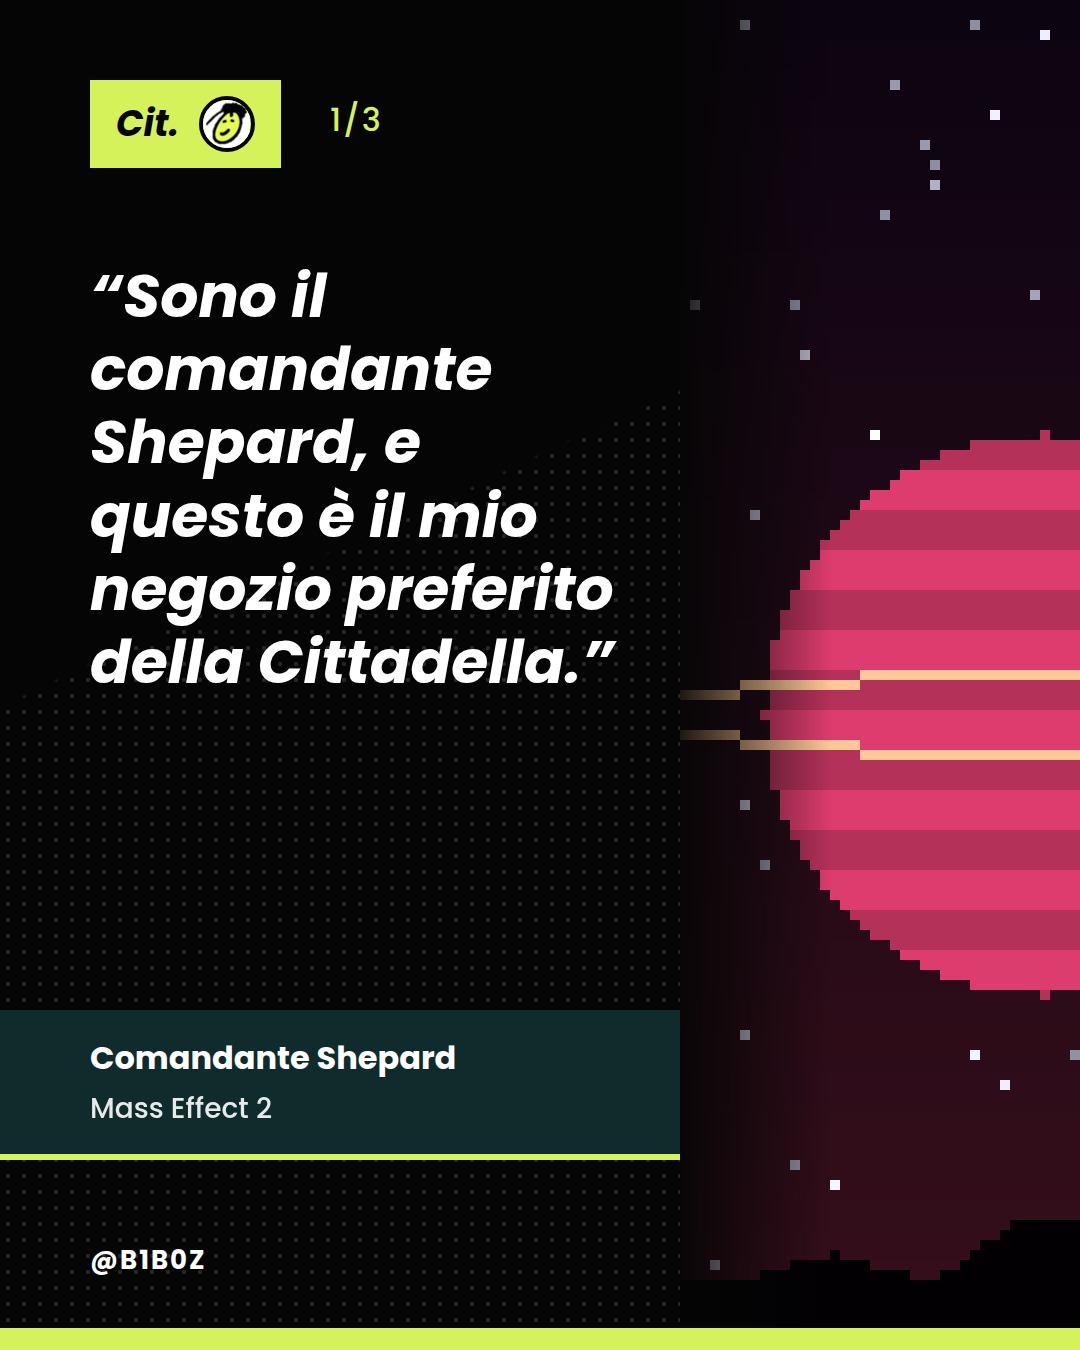 Cit.
1/3
“Sono il
comandante
Shepard, e
questo è il mio
negozio preferito
della Cittadella.”
Comandante Shepard
Mass Effect 2
@B1B0Z